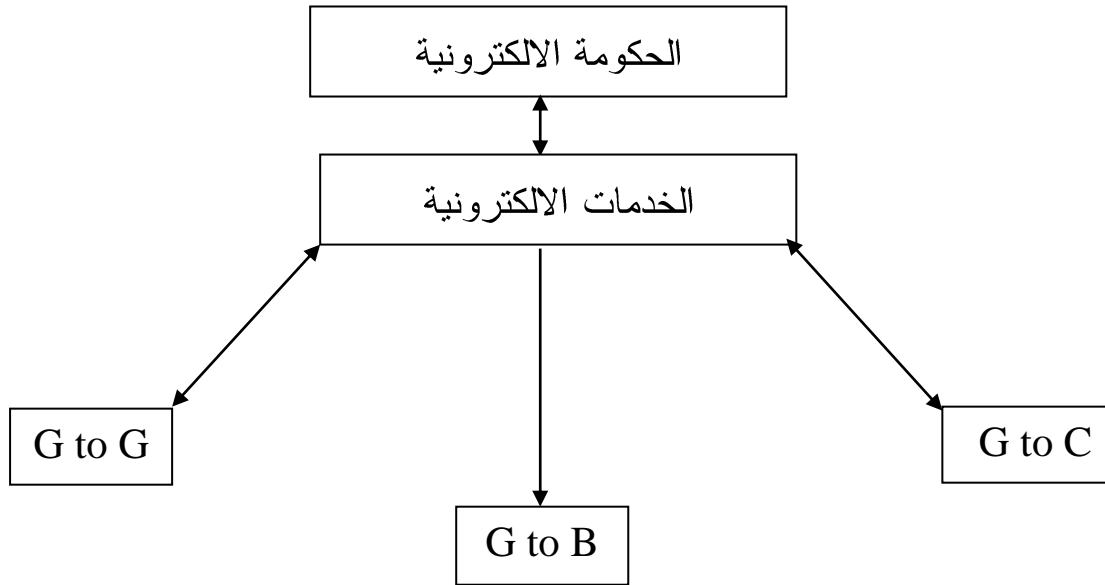 الحكومة الالكترونية
الخدمات الالكترونية
G to G
G to C
G to B